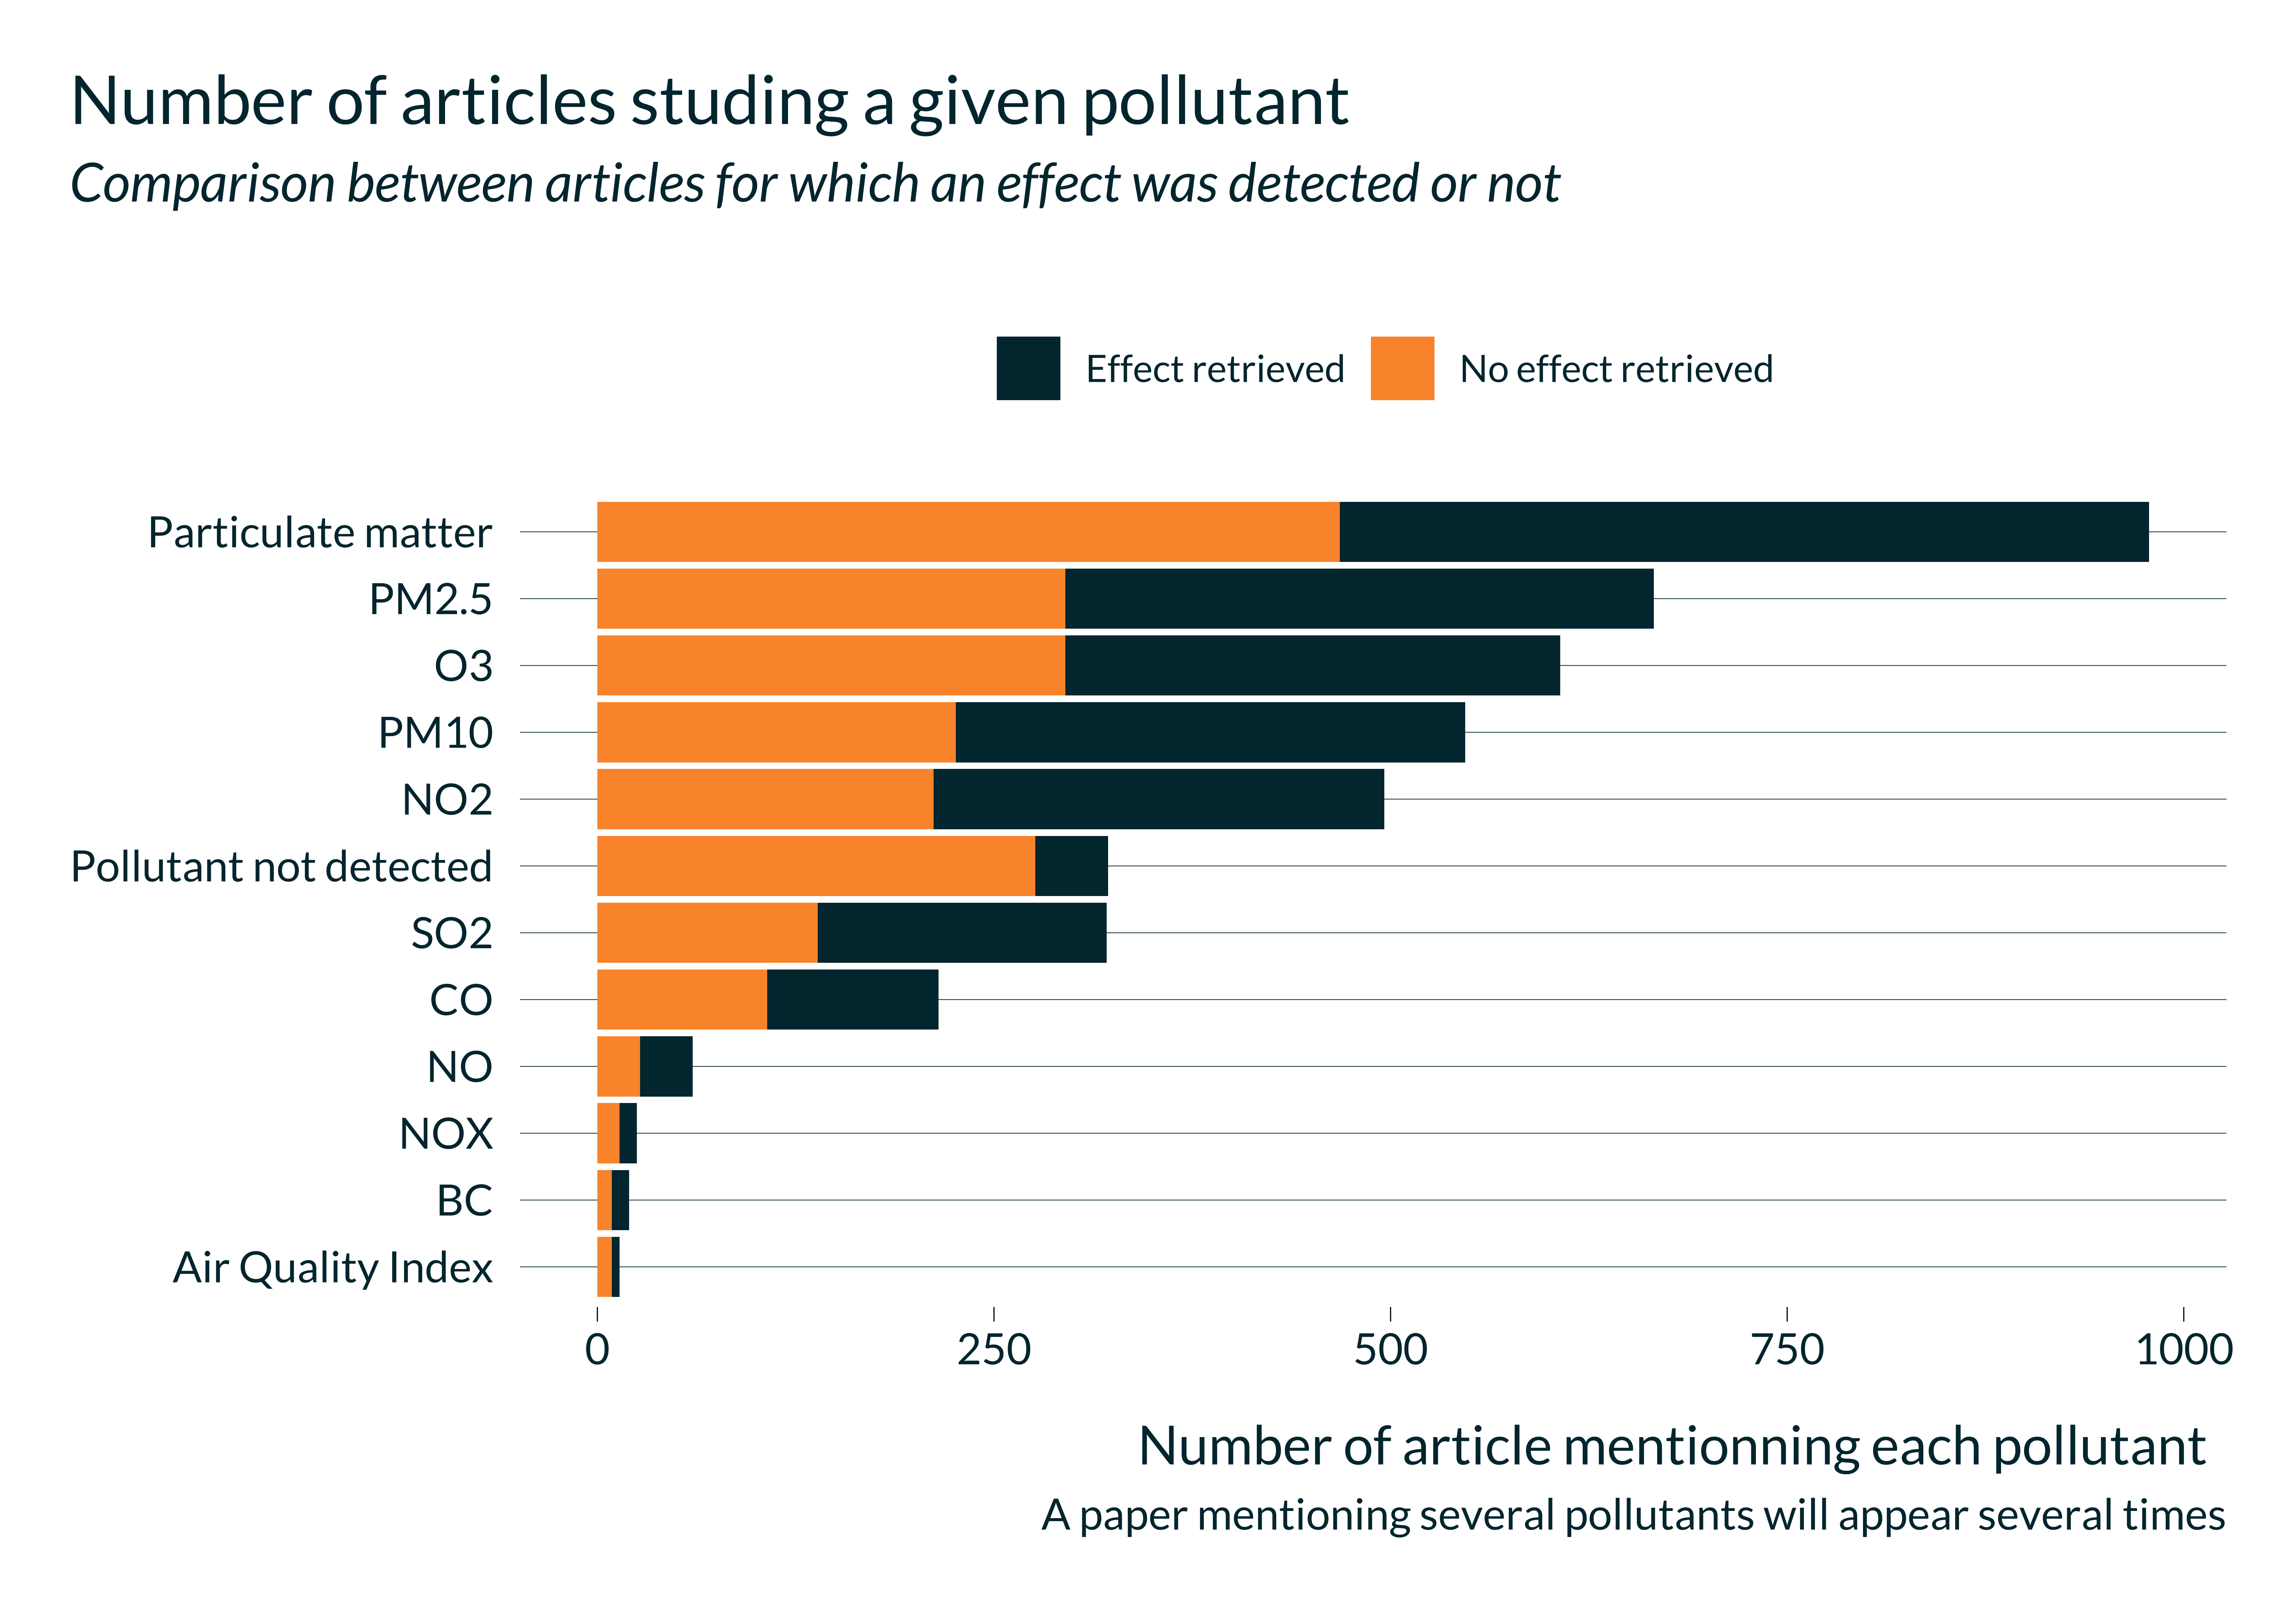 Number of articles studing a given pollutant
Comparison between articles for which an effect was detected or not
Effect retrieved
No effect retrieved
Particulate matter
PM2.5
O3
PM10
NO2
Pollutant not detected
SO2
CO
NO
NOX
BC
Air Quality Index
0 250 500 750 1000
Number of article mentionning each pollutant
A paper mentioning several pollutants will appear several times